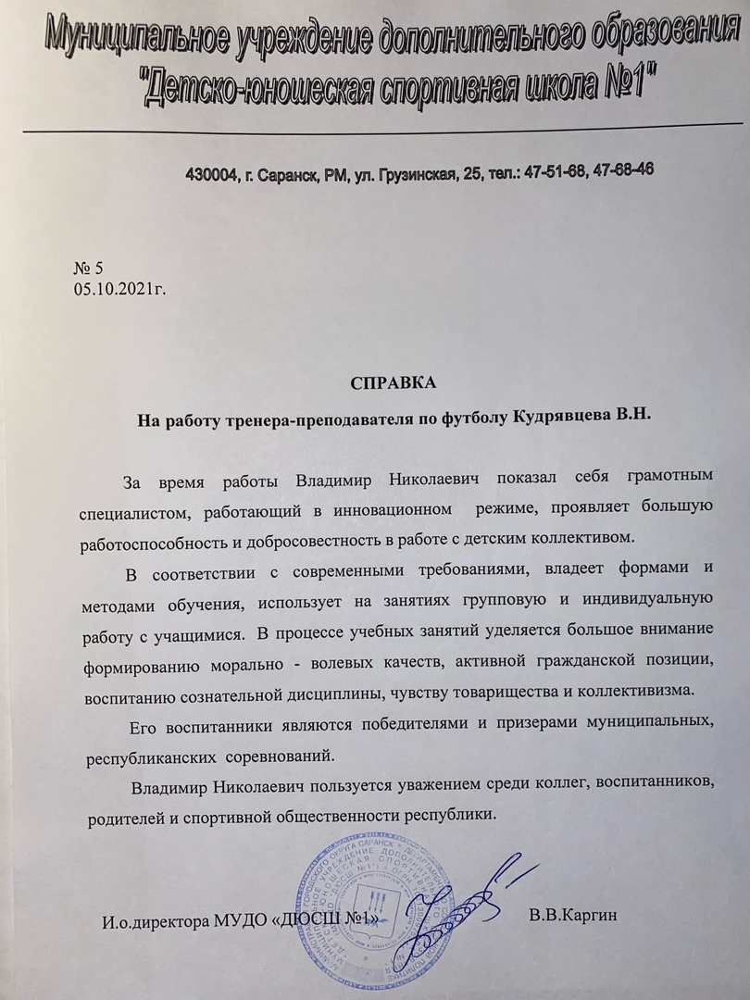 Муниципальное учреждение дополнительного образования
"Детско-юношеская спортивная школа №1"
430004, г. Саранск, РМ, ул. Грузинская, 25, тел.: 47-51-68, 47-68-46
№ 5
05.10.2021г.
СПРАВКА
На работу тренера-преподавателя по футболу Кудрявцева В.Н.
За время работы Владимир Николаевич показал себя грамотным
специалистом, работающий в инновационном режиме, проявляет большую
работоспособность и добросовестность в работе с детским коллективом.
В соответствии с современными требованиями, владеет формами и
методами обучения, использует на занятиях групповую и индивидуальную
работу с учащимися. В процессе учебных занятий уделяется большое внимание
формированию морально - волевых качеств, активной гражданской позиции,
воспитанию сознательной дисциплины, чувству товарищества и коллективизма.
Его воспитанники являются победителями и призерами муниципальных,
республиканских соревнований.
Владимир Николаевич пользуется уважением среди коллег, воспитанников,
родителей и спортивной общественности республики.
И.о.директора МУДО «ДЮСШ №1» В.В.Каргин